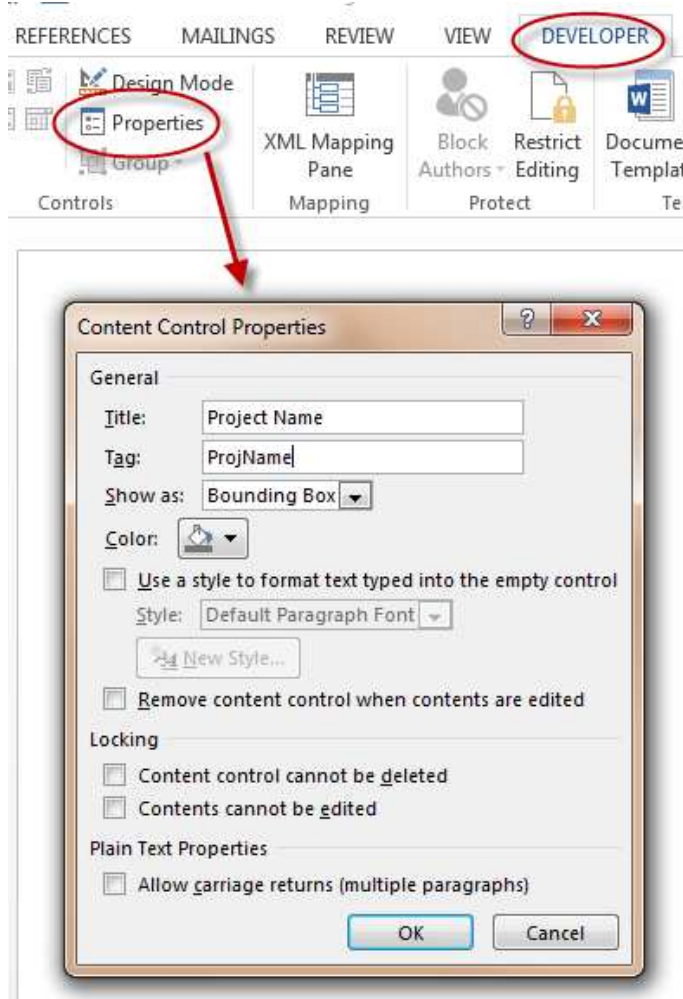 REFERENCES MAILINGS REVIEW VIEW DEVELOPER
Design Mode
Properties
Group
XML Mapping Pane
Block Authors
Restrict Editing
Docume
Templat
Controls Mapping Protect Te
Content Control Properties
General
Title: Project Name
Tag: ProjName
Show as: Bounding Box
Color:
Use a style to format text typed into the empty control
Style: Default Paragraph Font
New Style...
Remove content control when contents are edited
Locking
Content control cannot be deleted
Contents cannot be edited
Plain Text Properties
Allow carriage returns (multiple paragraphs)
OK Cancel